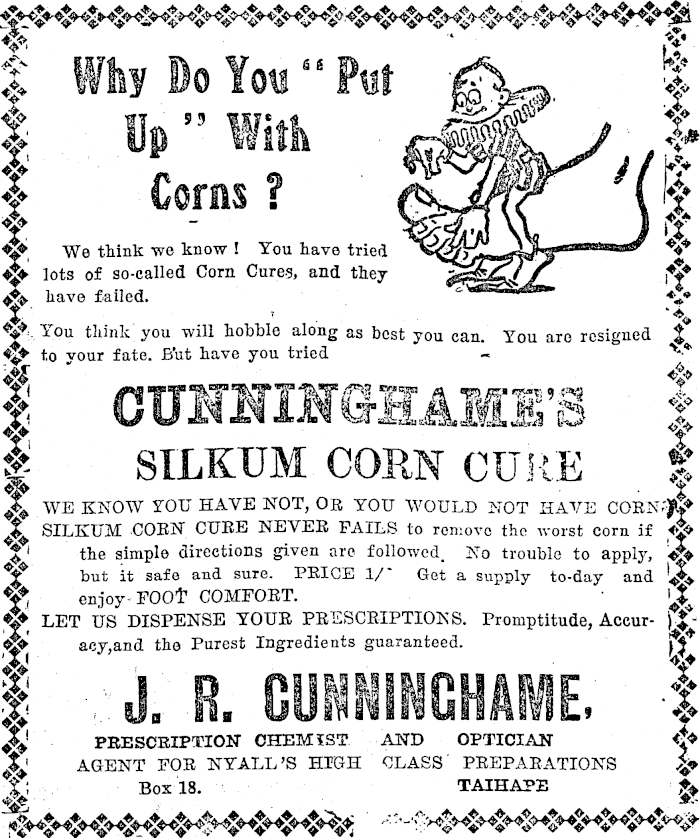 Why Do You “ Put
Up ” With
Corns ?
We think we know ! You have tried
lots of so-called Corn Cures, and they
have failed.
You think you will hobble along as best you can. You are resigned
to your fate. But have you tried
CUNNINGHAME'S
SILKUM CORN CURE
WE KNOW YOU HAVE NOT, OR YOU WOULD NOT HAVE CORN
SILKUM CORN CURE NEVER FAILS to remove the worst corn if
the simple directions given are followed. No trouble to apply,
but it safe and sure. PRICE 1/- Get a supply to-day and
enjoy FOOT COMFORT.
LET US DISPENSE YOUR PRESCRIPTIONS. Promptitude, Accur-
acy,and the Purest Ingredients guaranteed.
J. R. CUNNINGHAME,
PRESCRIPTION CHEMIST AND OPTICIAN
AGENT FOR NYALL'S HIGH CLASS PREPARATIONS
Box 18. TAIHAPE